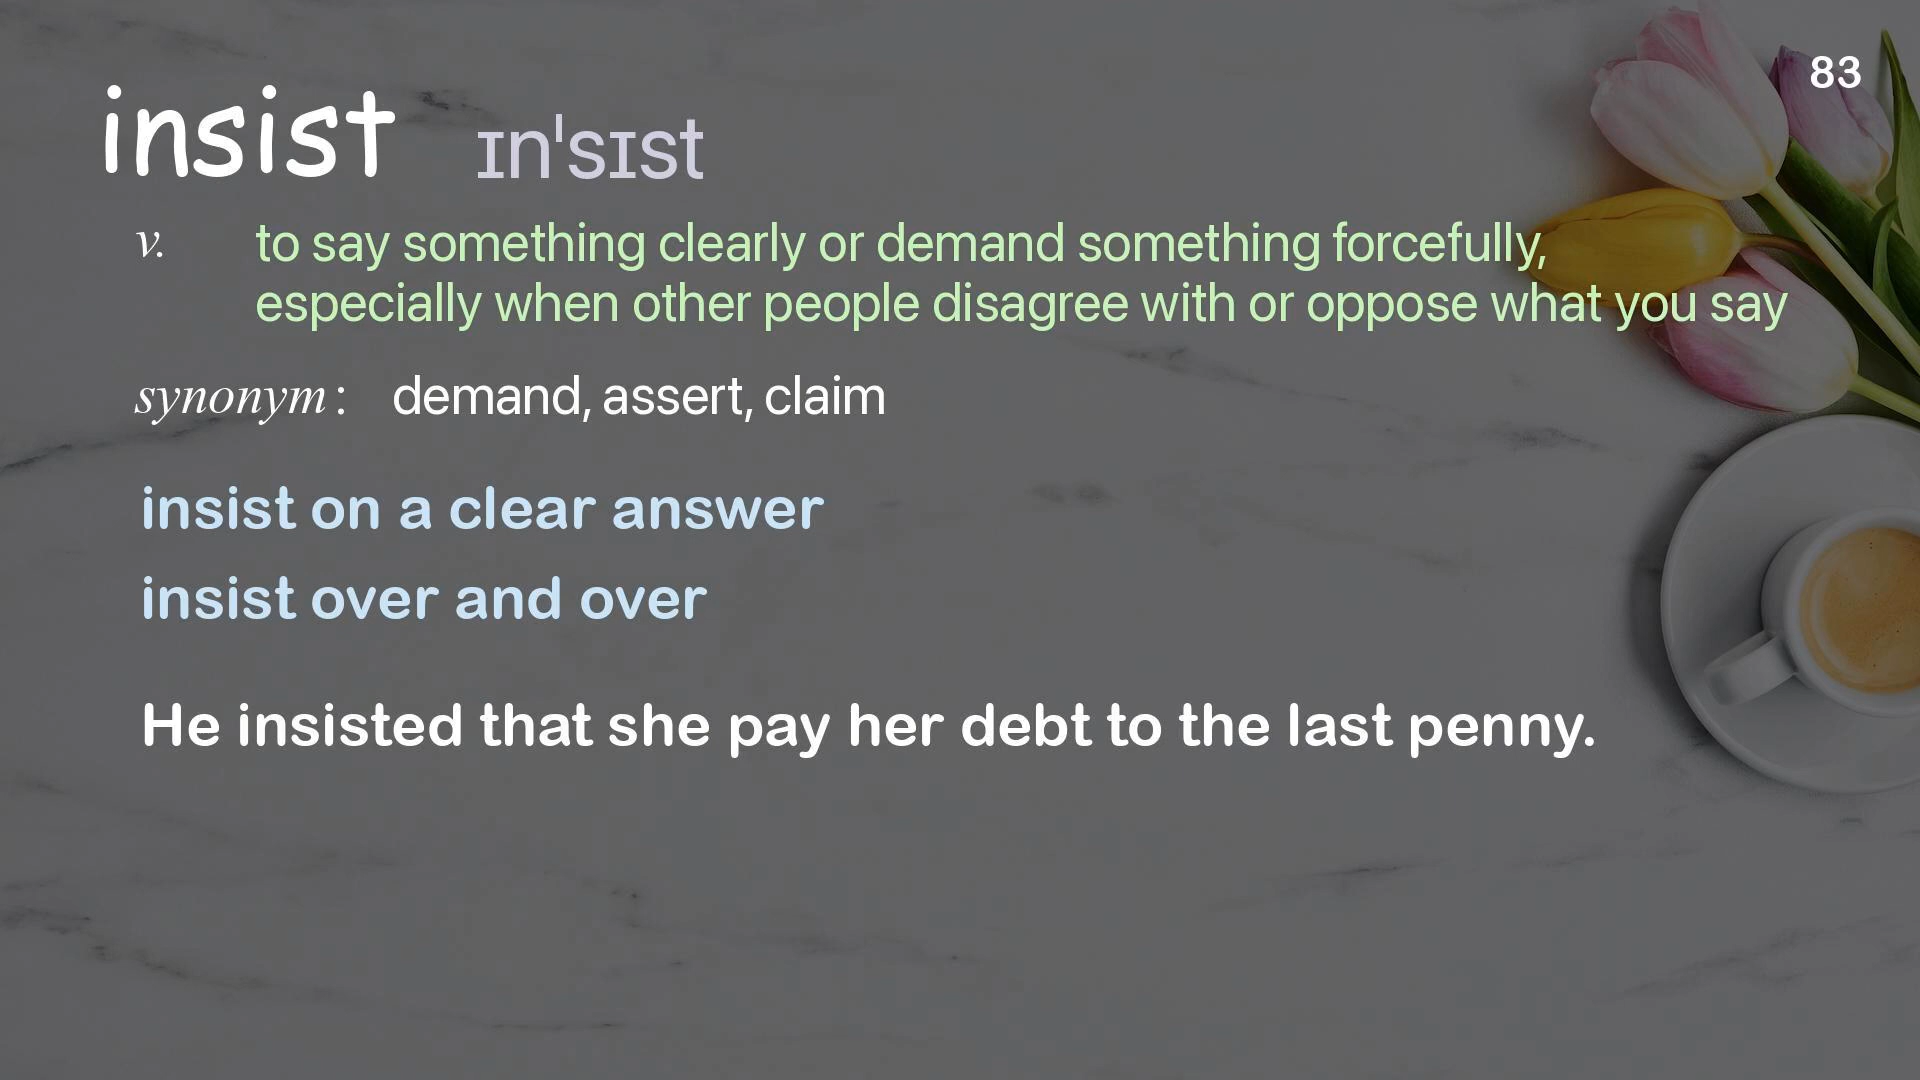 83
insist ɪnˈsɪst
v. to say something clearly or demand something forcefully,
especially when other people disagree with or oppose what you say
synonym: demand, assert, claim
insist on a clear answer
insist over and over
He insisted that she pay her debt to the last penny.